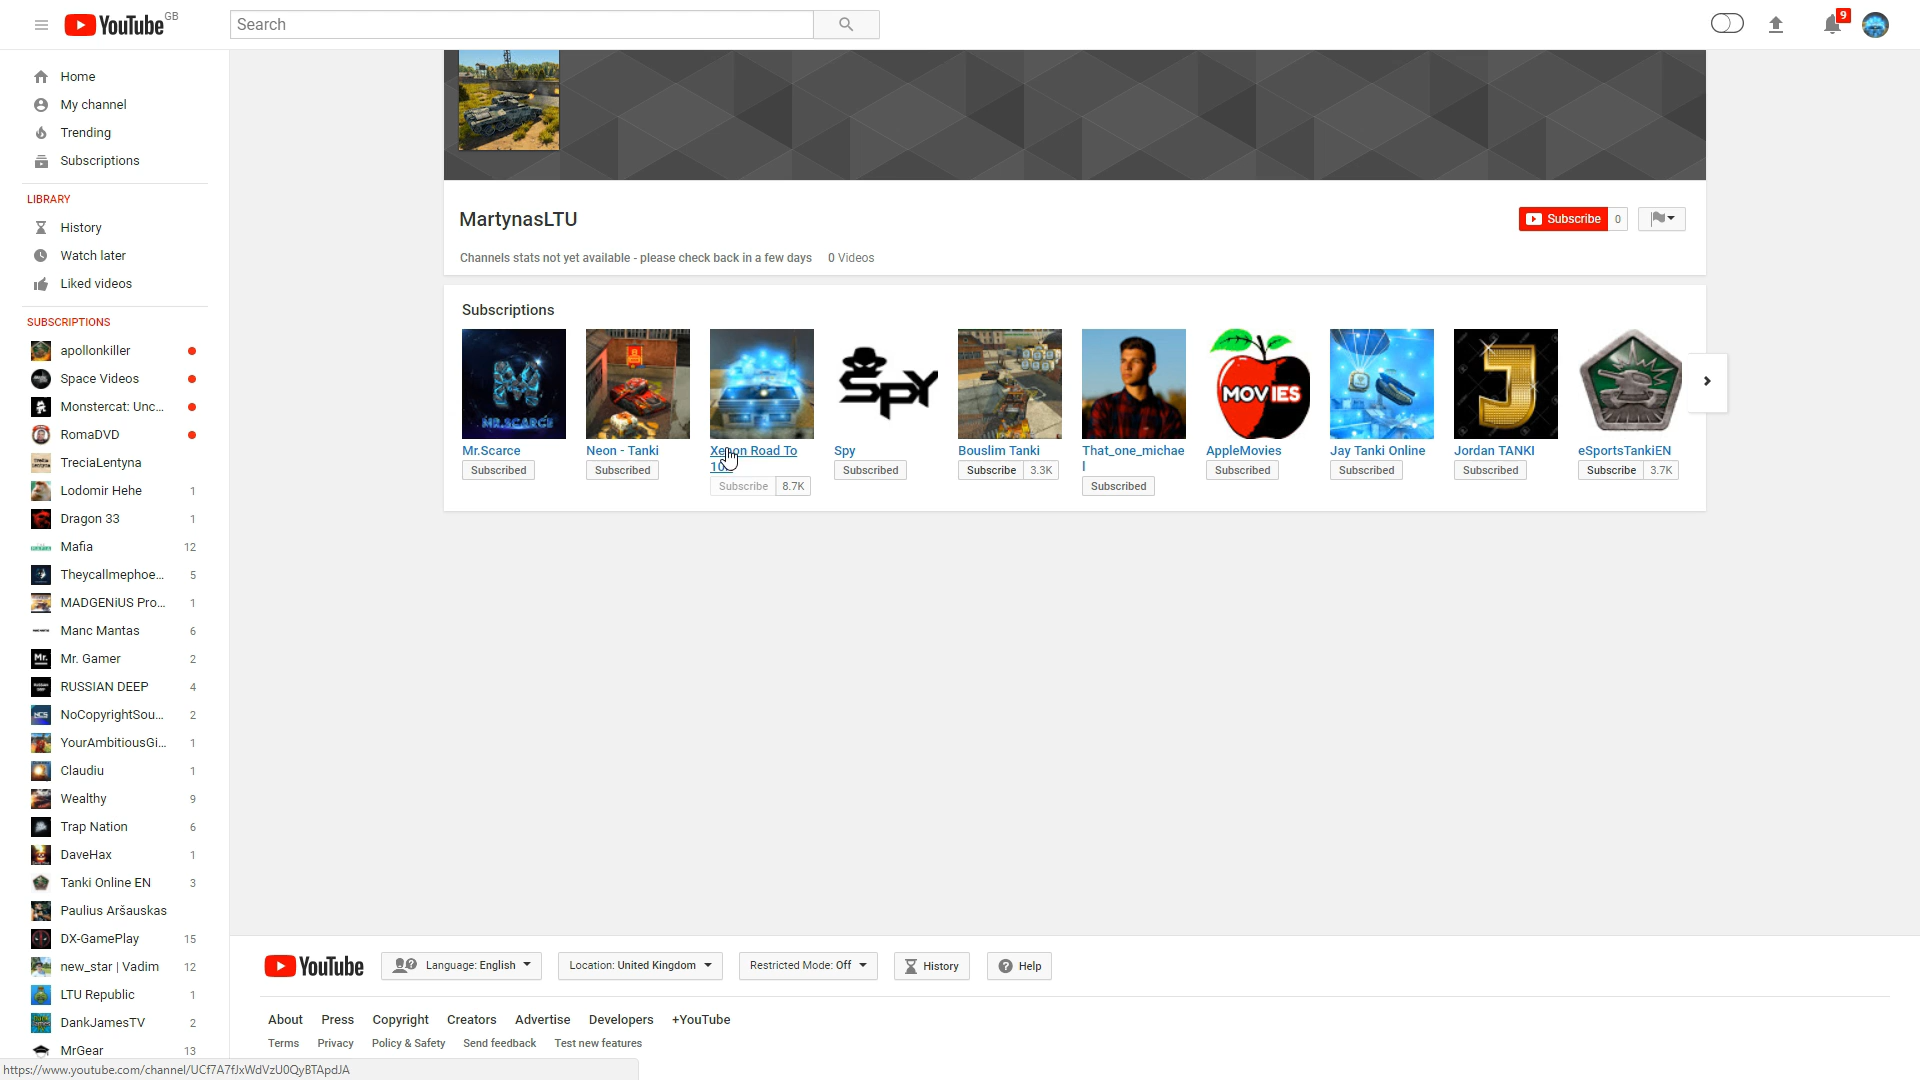 YouTube GB
Search
9
Home
My channel
Trending
Subscriptions
LIBRARY
History
Watch later
Liked videos
SUBSCRIPTIONS
apollonkiller
Space Videos
Monstercat: Unc...
RomaDVD
TreciaLentyna
Lodomir Hehe 1
Dragon 33 1
Mafia 12
Theycallmephoe... 5
MADGENiUS Pro... 1
Manc Mantas 6
Mr. Gamer 2
RUSSIAN DEEP 4
NoCopyrightSou... 2
YourAmbitiousGi... 1
Claudiu 1
Wealthy 9
Trap Nation 6
DaveHax 1
Tanki Online EN 3
Paulius Aršauskas
DX-GamePlay 15
new_star | Vadim 12
LTU Republic 1
DankJamesTV 2
MrGear 13
MartynasLTU
Subscribe 0
Channels stats not yet available - please check back in a few days 0 Videos
Subscriptions
MR.SCARCE
SPY
MOVIES
J
Mr.Scarce
Subscribed
Neon - Tanki
Subscribed
Xenon Road To
Subscribe 8.7K
Spy
Subscribed
Bouslim Tanki
Subscribe 3.3K
That_one_michae
l
Subscribed
AppleMovies
Subscribed
Jay Tanki Online
Subscribed
Jordan TANKI
Subscribed
eSportsTankiEN
Subscribe 3.7K
YouTube
Language: English
Location: United Kingdom
Restricted Mode: Off
History
Help
About Press Copyright Creators Advertise Developers +YouTube
Terms Privacy Policy & Safety Send feedback Test new features
https://www.youtube.com/channel/UCf7A7fJxWdVzU0QyBTApdJA